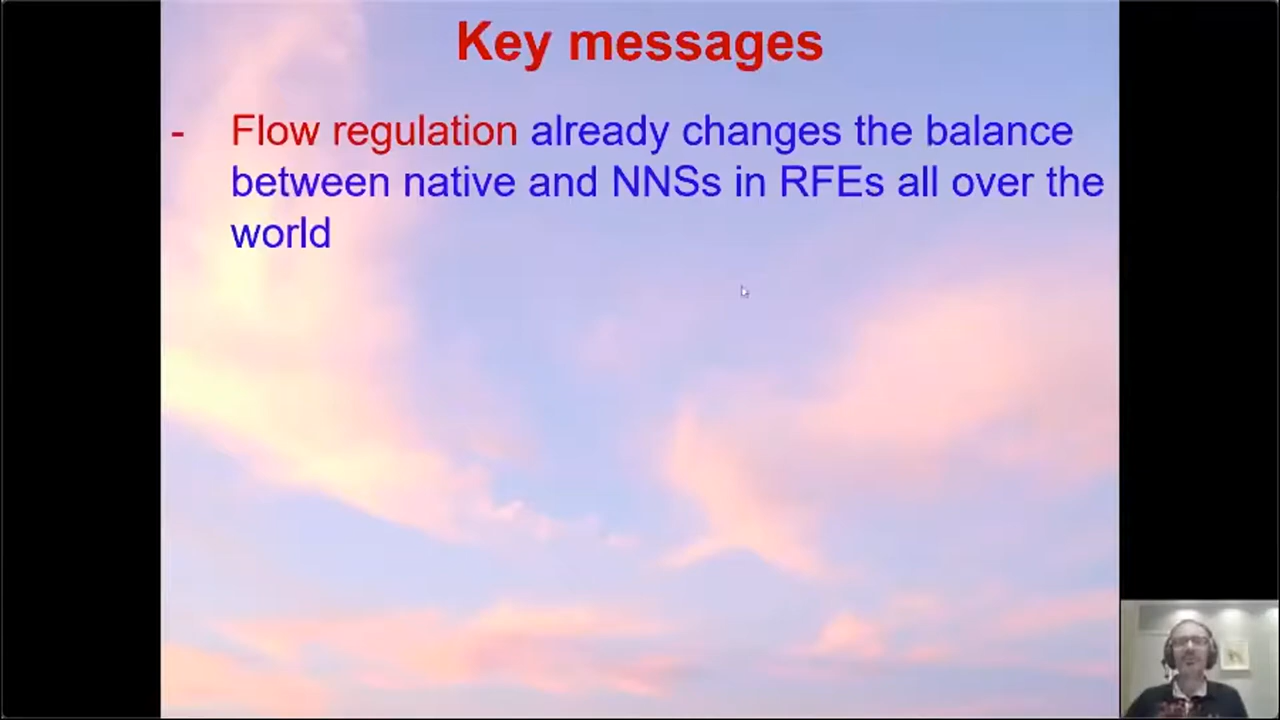 Key messages
- Flow regulation already changes the balance
between native and NNSs in RFEs all over the
world